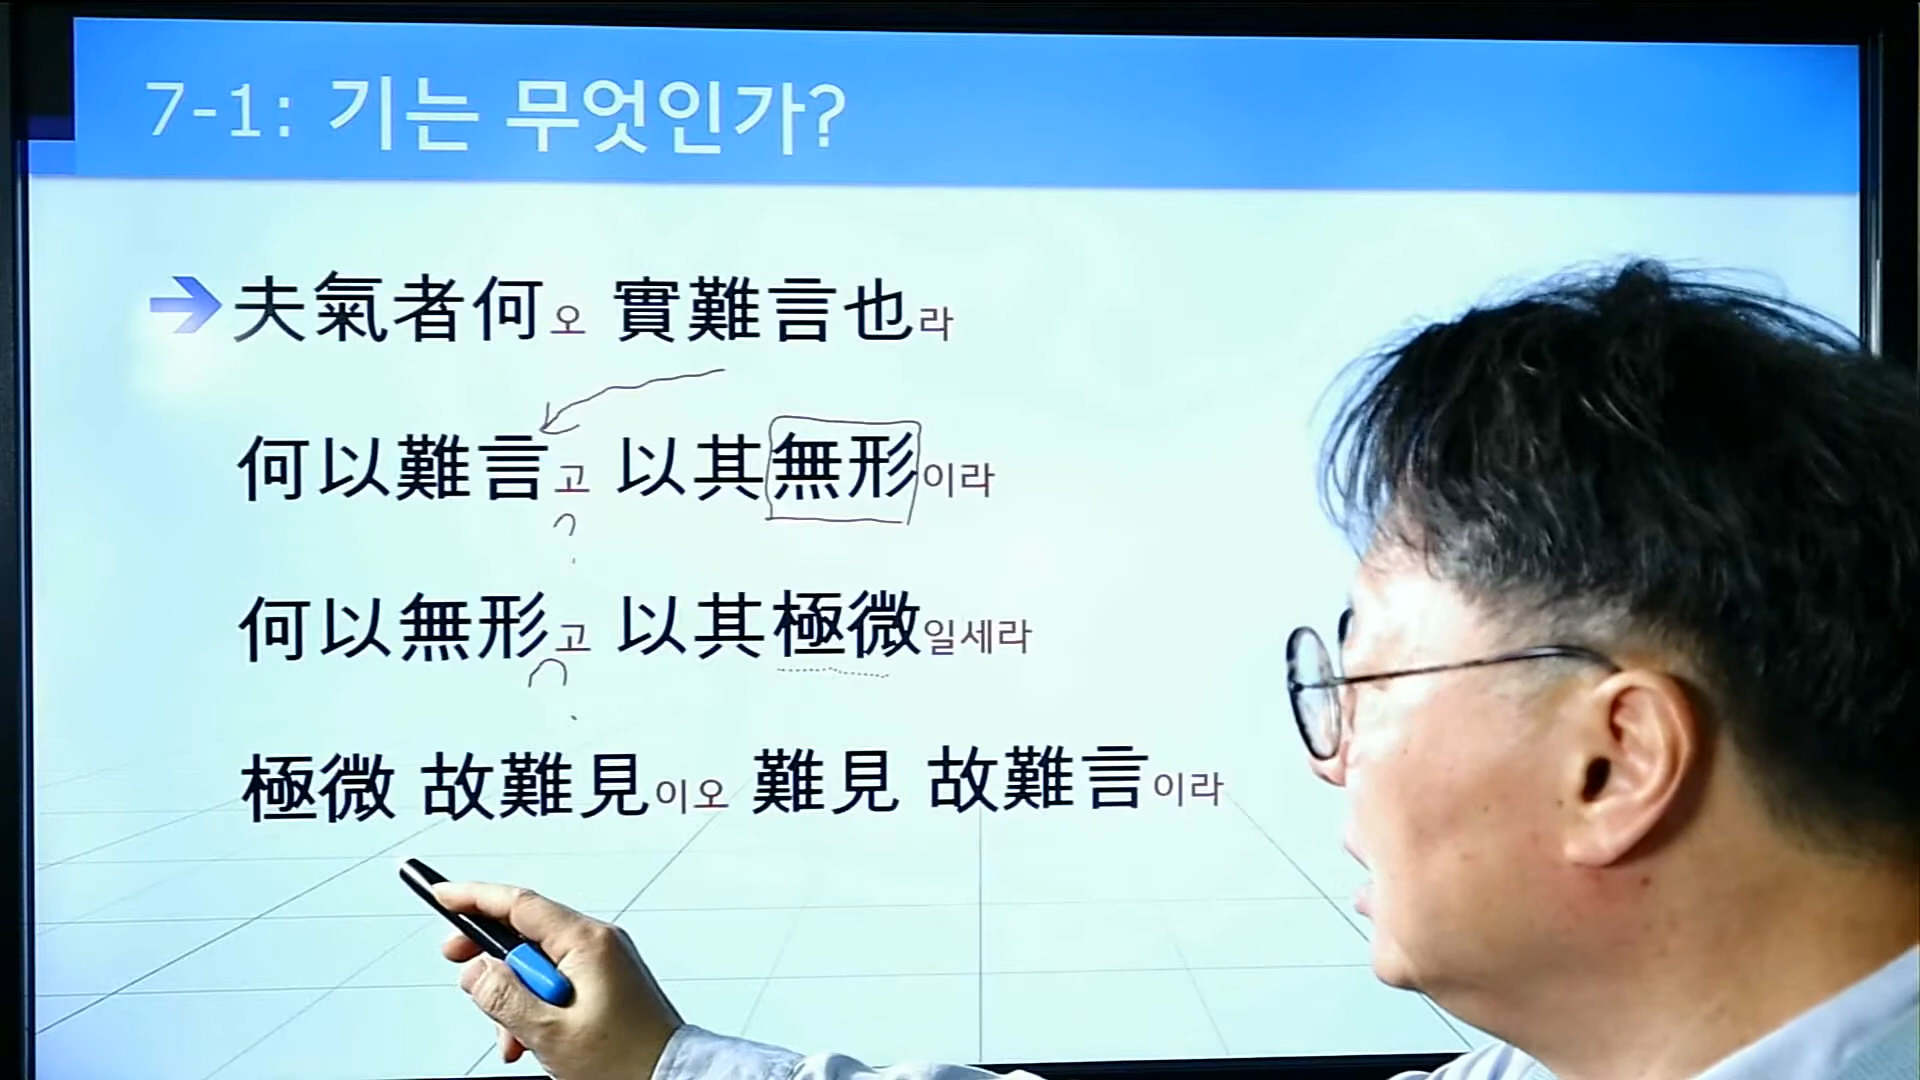 7-1: 기는 무엇인가?
夫氣者何오 實難言也라
何以難言고 以其無形이라
?
何以無形고 以其極微일세라
?
極微 故難見이오 難見 故難言이라